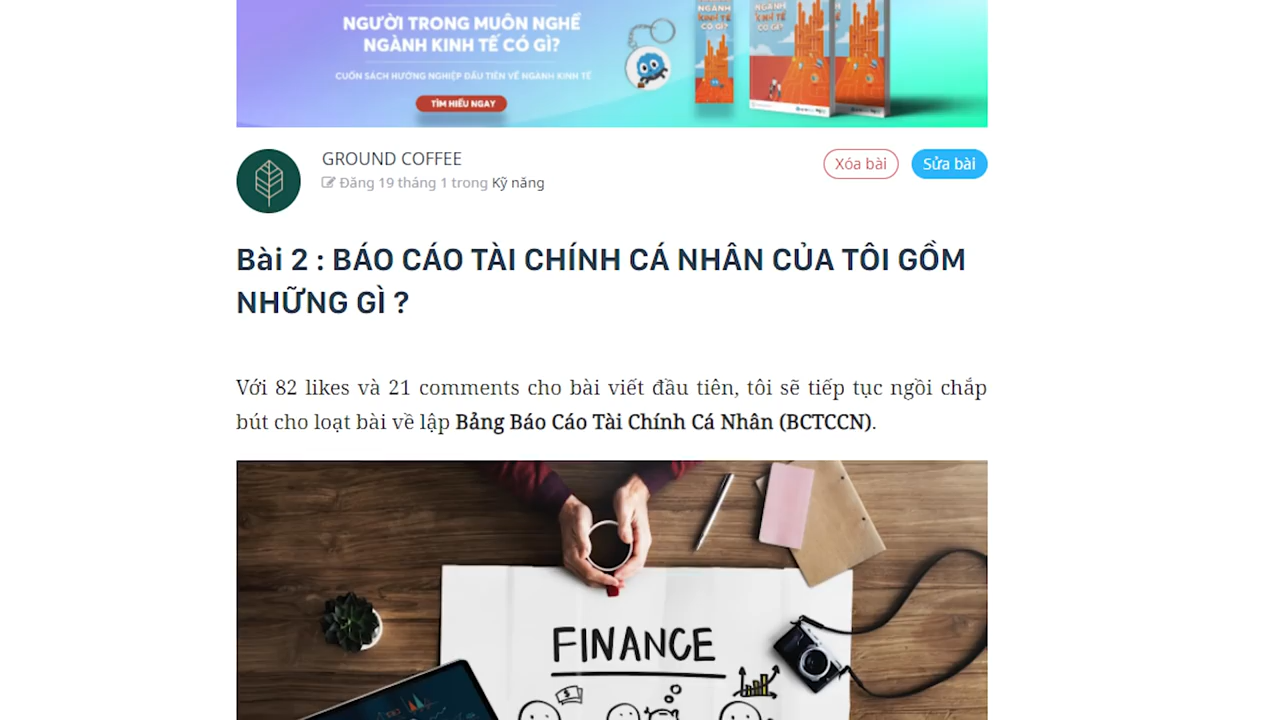 NGƯỜI TRONG MUÔN NGHỀ
NGÀNH KINH TẾ CÓ GÌ?
CUỐN SÁCH HƯỚNG NGHIỆP ĐẦU TIÊN VỀ NGÀNH KINH TẾ
TÌM HIỂU NGAY
GROUND COFFEE
Đăng 19 tháng 1 trong Kỹ năng
Xóa bài
Sửa bài
Bài 2 : BÁO CÁO TÀI CHÍNH CÁ NHÂN CỦA TÔI GỒM
NHỮNG GÌ ?
Với 82 likes và 21 comments cho bài viết đầu tiên, tôi sẽ tiếp tục ngồi chắp
bút cho loạt bài về lập Bảng Báo Cáo Tài Chính Cá Nhân (BCTCCN).
FINANCE
$